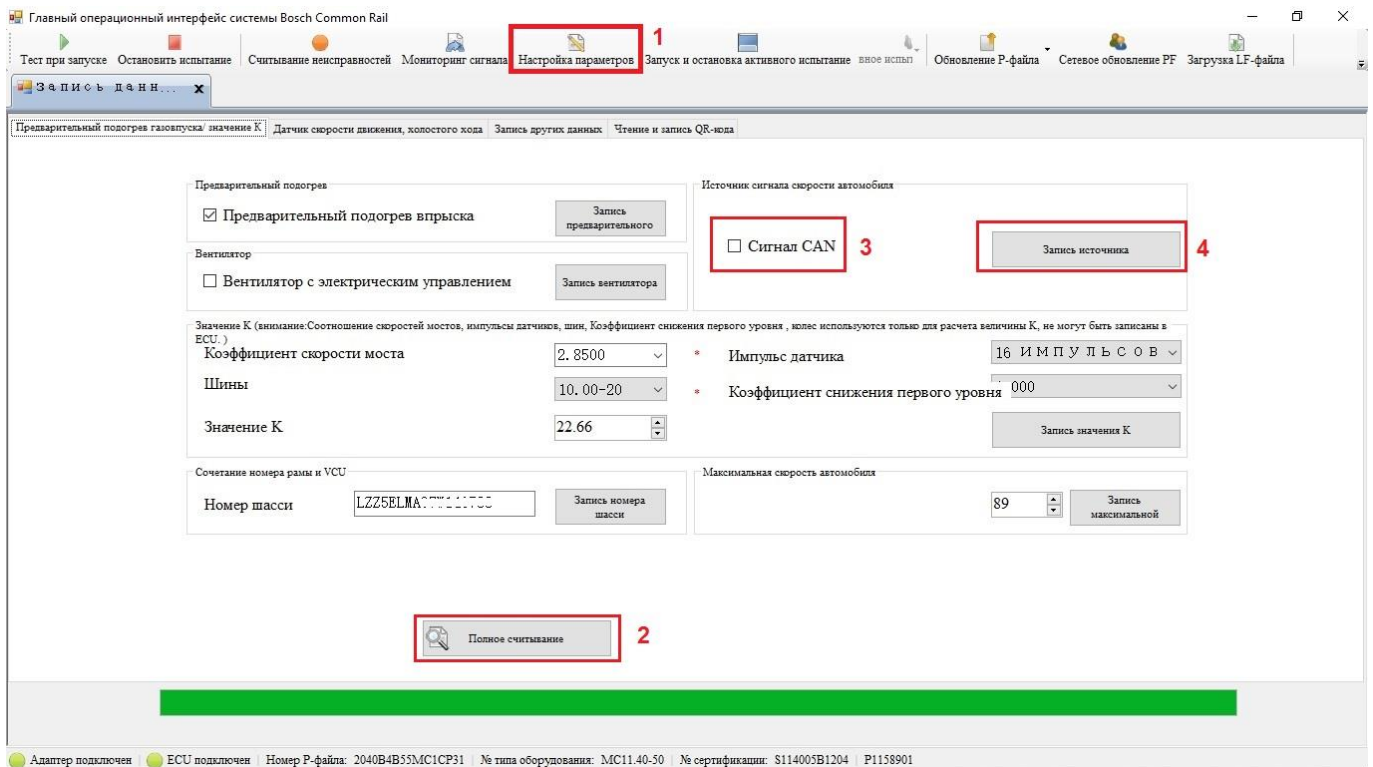 Главный операционный интерфейс системы Bosch Common Rail
1
Тест при запуске Остановить испытание Считывание неисправностей Мониторинг сигнала Настройка параметров Запуск и остановка активного испытание вное испыт Обновление Р-файла Сетевое обновление PF Загрузка LF-файла
Запись данн... x
Предварительный подогрев газовпуска/ значение K Датчик скорости движения, холостого хода Запись других данных Чтение и запись QR-кода
Предварительный подогрев
Предварительный подогрев впрыска
Запись
предварительного
Источник сигнала скорости автомобиля
Сигнал CAN
3
Запись источника
4
Вентилятор
Вентилятор с электрическим управлением
Запись вентилятора
Значение K (внимание:Соотношение скоростей мостов, импульсы датчиков, шин, Коэффициент снижения первого уровня , колес используются только для расчета величины K, не могут быть записаны в
ECU. )
Коэффициент скорости моста 2.8500 * Импульс датчика 16 ИМПУЛЬСОВ
Шины 10.00-20 * Коэффициент снижения первого уровня 000
Значение K 22.66 Запись значения K
Сочетание номера рамы и VCU
Номер шасси
Запись номера
шасси
Максимальная скорость автомобиля
89
Запись
максимальной
Полное считывание
2
Адаптер подключен ECU подключен Номер Р-файла: 2040B4B55MC1CP31 № типа оборудования: MC11.40-50 № сертификации: S114005B1204 P1158901